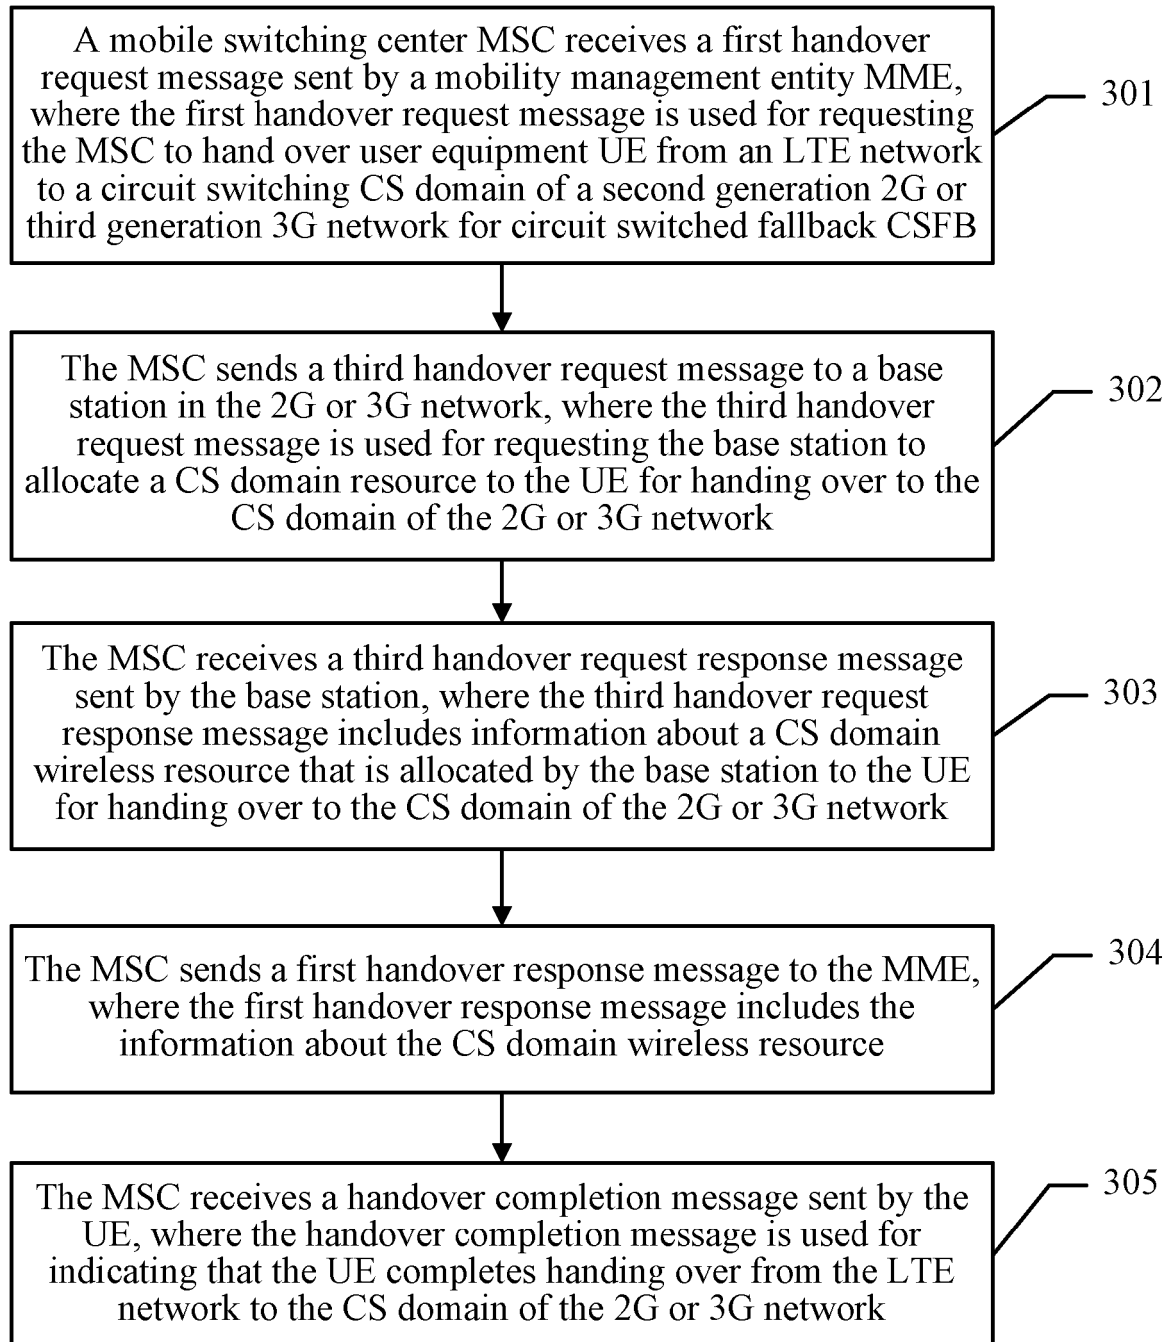 A mobile switching center MSC receives a first handover
request message sent by a mobility management entity MME,
where the first handover request message is used for requesting
the MSC to hand over user equipment UE from an LTE network
to a circuit switching CS domain of a second generation 2G or
third generation 3G network for circuit switched fallback CSFB
301
The MSC sends a third handover request message to a base
station in the 2G or 3G network, where the third handover
request message is used for requesting the base station to
allocate a CS domain resource to the UE for handing over to the
CS domain of the 2G or 3G network
302
The MSC receives a third handover request response message
sent by the base station, where the third handover request
response message includes information about a CS domain
wireless resource that is allocated by the base station to the UE
for handing over to the CS domain of the 2G or 3G network
303
The MSC sends a first handover response message to the MME,
where the first handover response message includes the
information about the CS domain wireless resource
304
The MSC receives a handover completion message sent by the
UE, where the handover completion message is used for
indicating that the UE completes handing over from the LTE
network to the CS domain of the 2G or 3G network
305